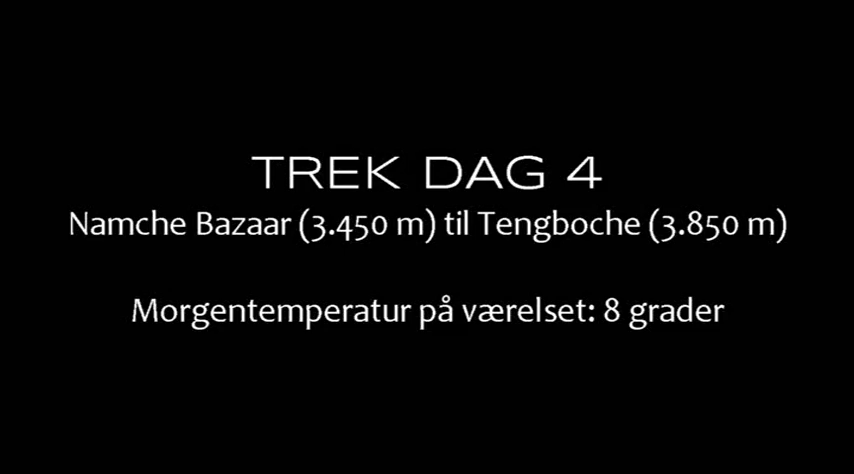 TREK DAG 4
Namche Bazaar (3.450 m) til Tengboche (3.850 m)
Morgentemperatur på værelset: 8 grader